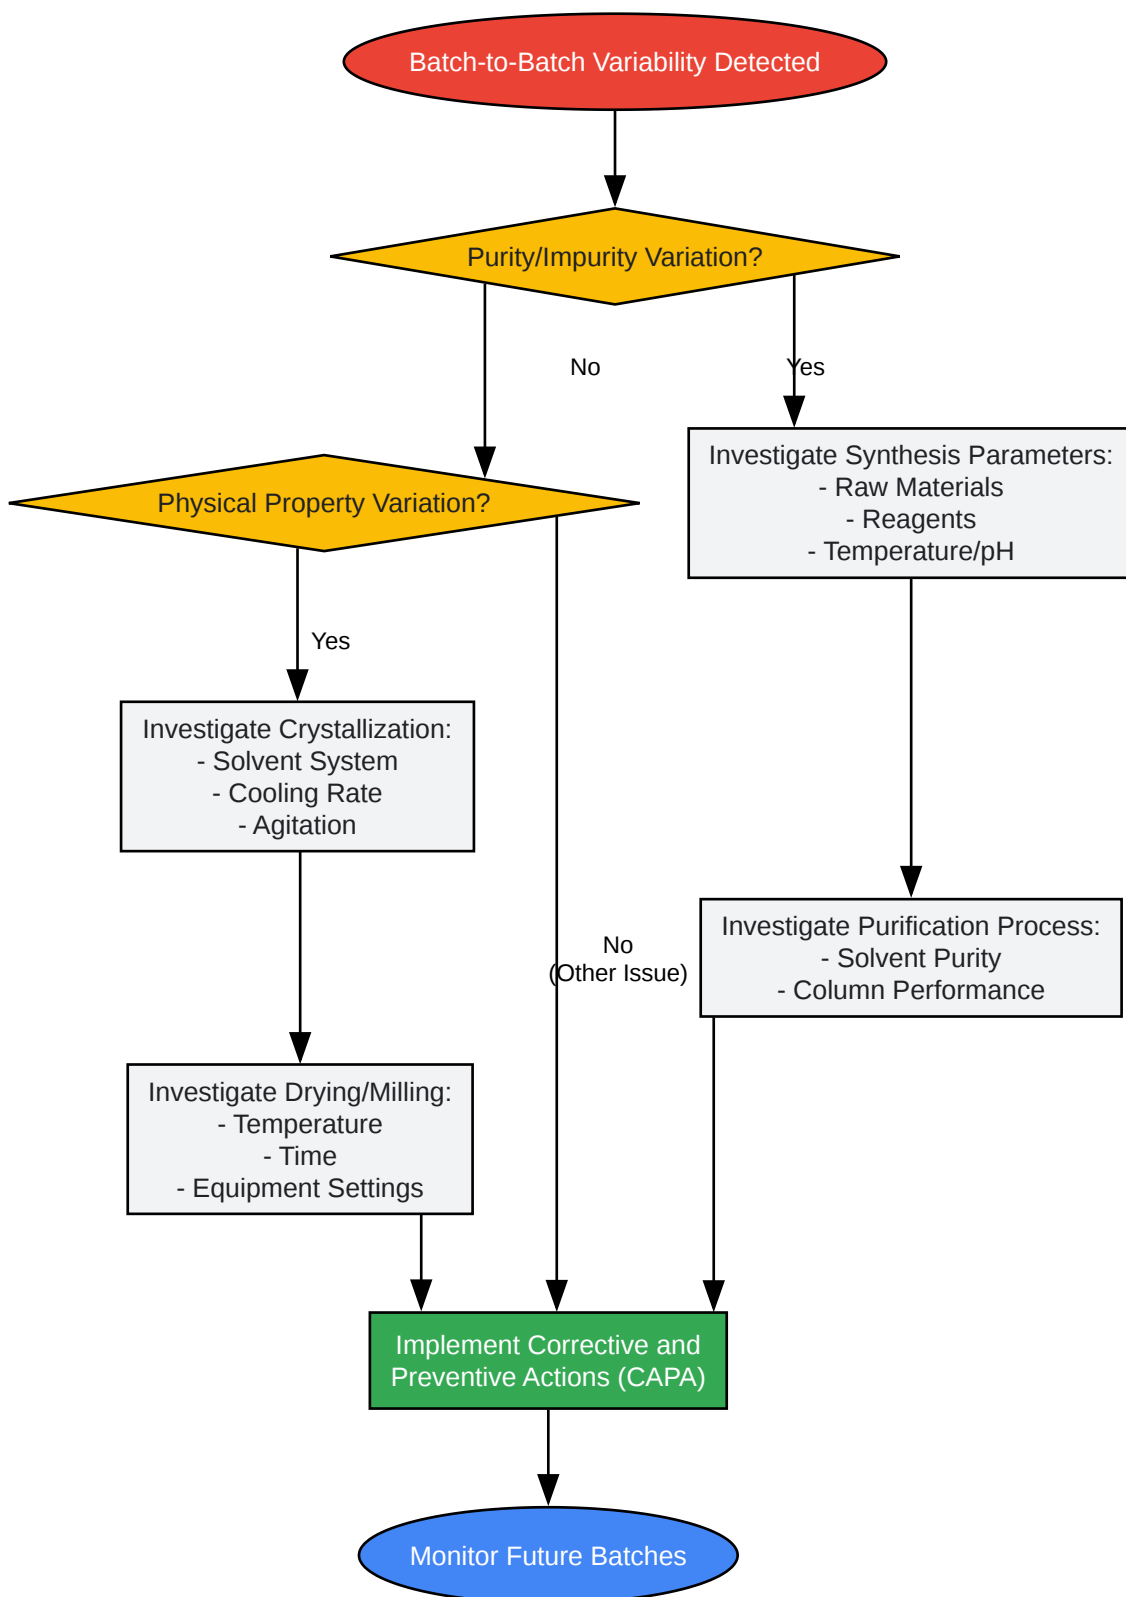 Batch-to-Batch Variability Detected
Purity/Impurity Variation?
No
Yes
Physical Property Variation?
Investigate Synthesis Parameters:
- Raw Materials
- Reagents
- Temperature/pH
Yes
Investigate Crystallization:
- Solvent System
- Cooling Rate
- Agitation
No
(Other Issue)
Investigate Purification Process:
- Solvent Purity
- Column Performance
Investigate Drying/Milling:
- Temperature
- Time
- Equipment Settings
Implement Corrective and
Preventive Actions (CAPA)
Monitor Future Batches